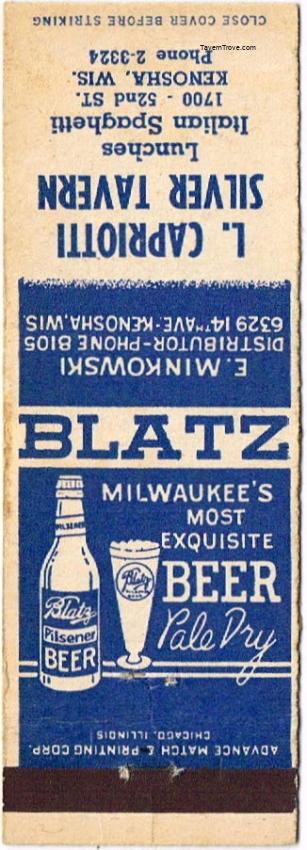 CLOSE COVER BEFORE STRIKING
TavernTrove.com
L. CAPRIOTTI
SILVER TAVERN
Lunches
Italian Spaghetti
1700 - 52nd ST.
KENOSHA, WIS.
Phone 2-3324
E. MINKOWSKI
DISTRIBUTOR-PHONE 8105
6329 14TH AVE-KENOSHA, WIS.
BLATZ
MILWAUKEE'S
MOST
EXQUISITE
BEER
Pale Dry
PILSENER
Blatz
Pilsener
BEER
Blatz
ADVANCE MATCH & PRINTING CORP.
CHICAGO, ILLINOIS